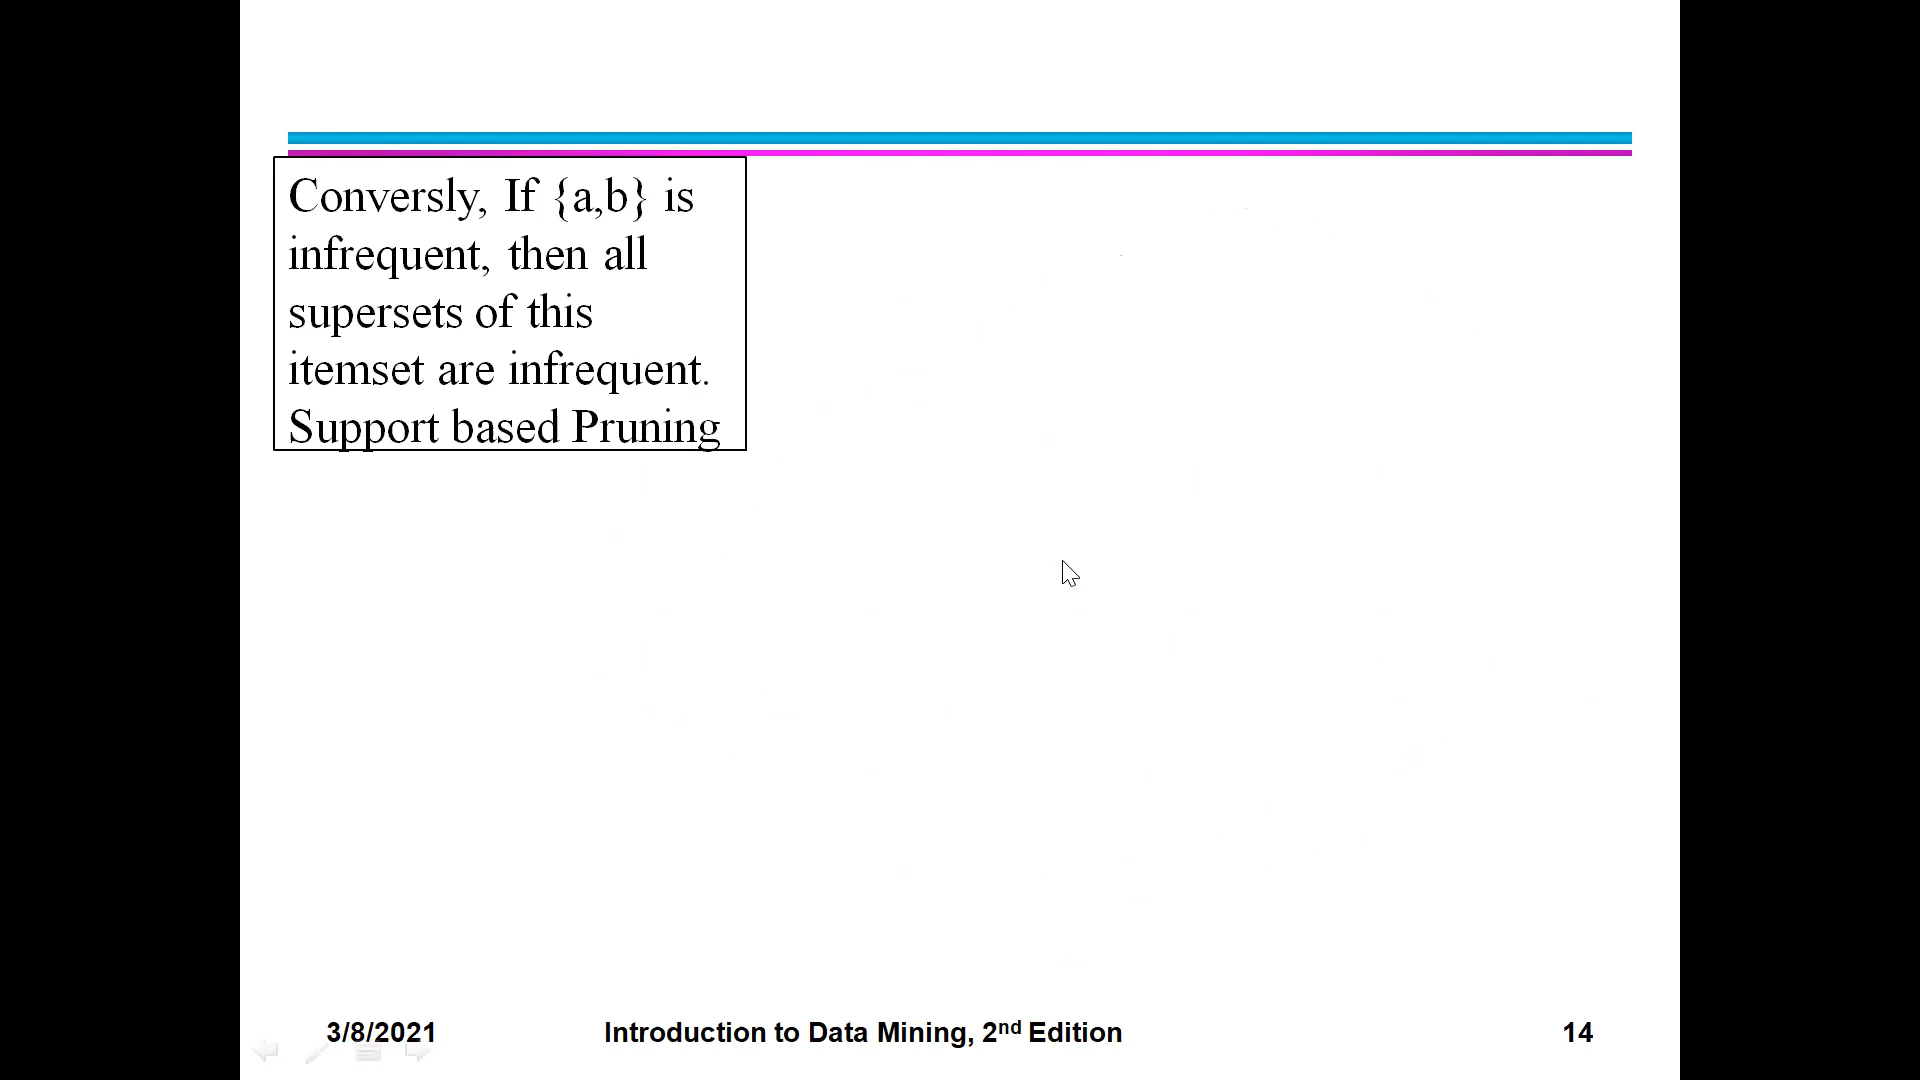 Conversly, If {a,b} is
infrequent, then all
supersets of this
itemset are infrequent.
Support based Pruning
3/8/2021
Introduction to Data Mining, 2nd Edition
14